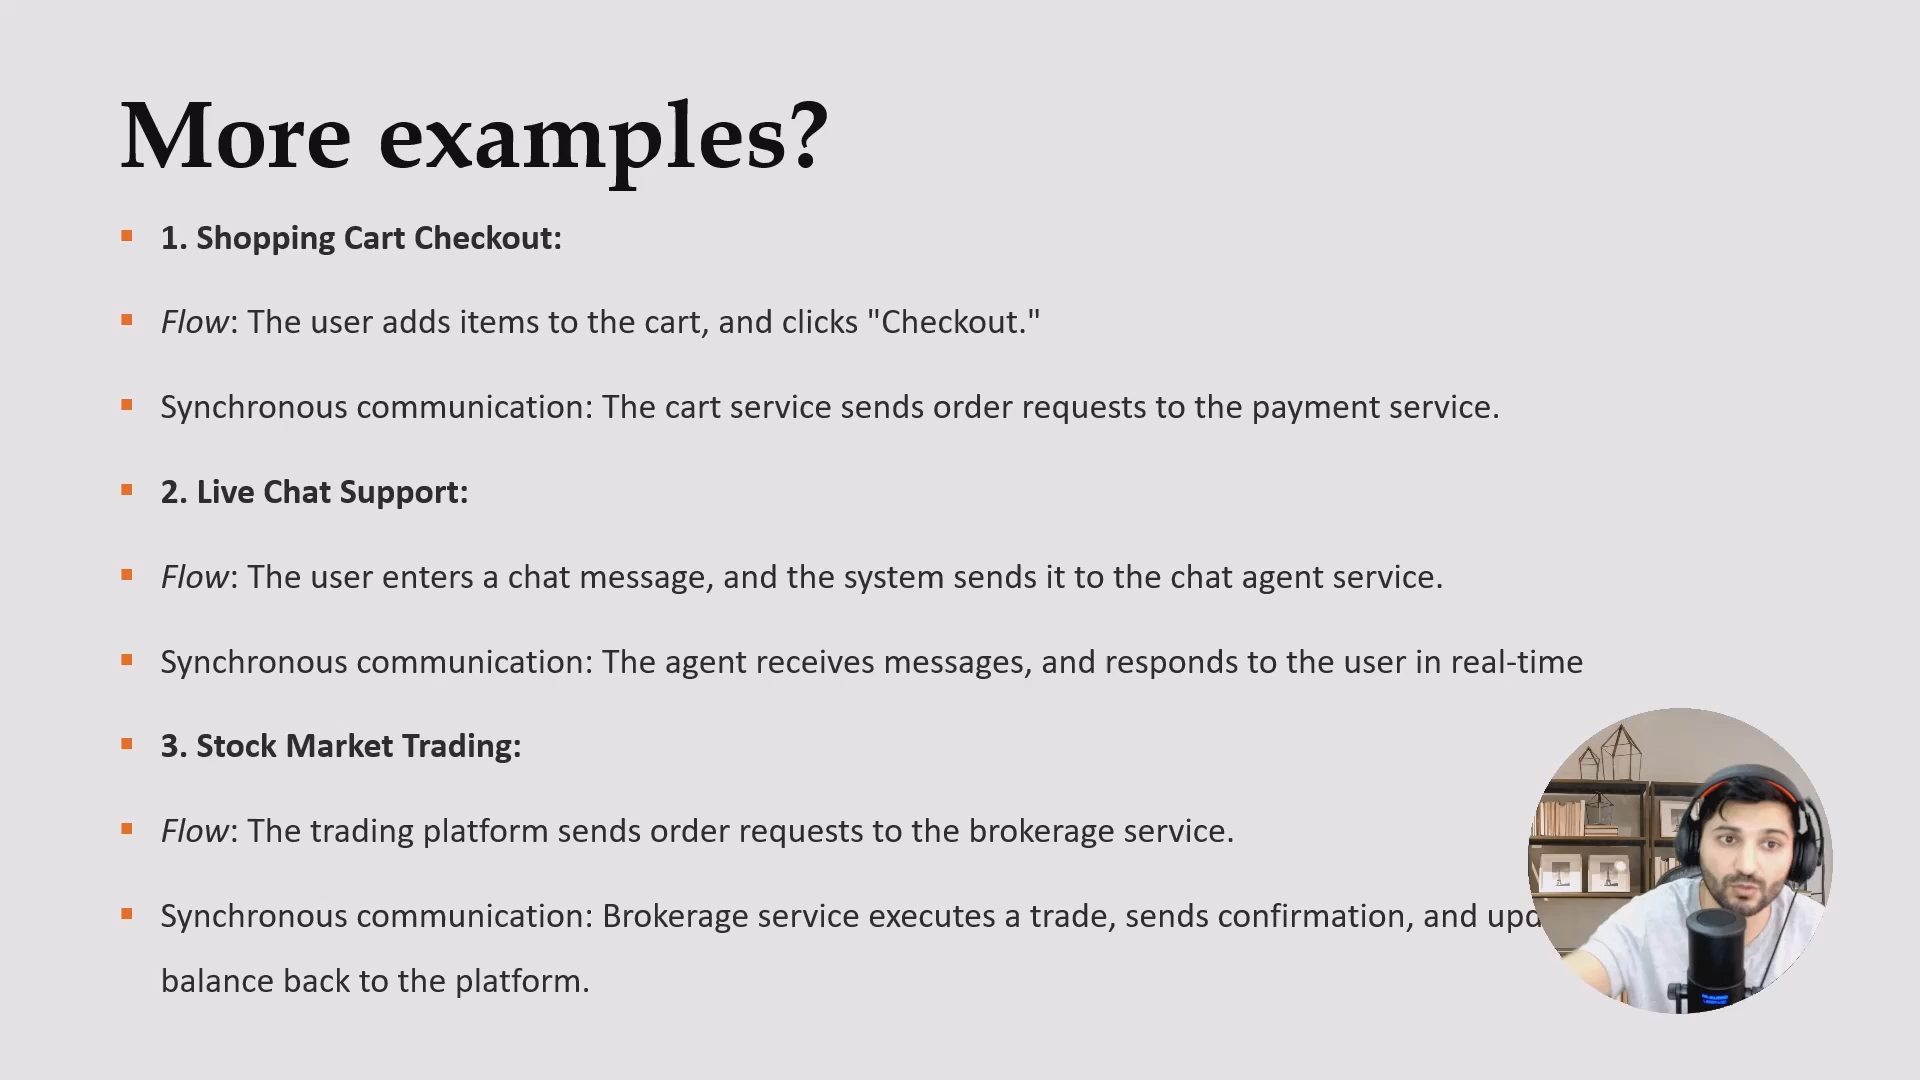 More examples?
1. Shopping Cart Checkout:
Flow: The user adds items to the cart, and clicks "Checkout."
Synchronous communication: The cart service sends order requests to the payment service.
2. Live Chat Support:
Flow: The user enters a chat message, and the system sends it to the chat agent service.
Synchronous communication: The agent receives messages, and responds to the user in real-time
3. Stock Market Trading:
Flow: The trading platform sends order requests to the brokerage service.
Synchronous communication: Brokerage service executes a trade, sends confirmation, and
balance back to the platform.